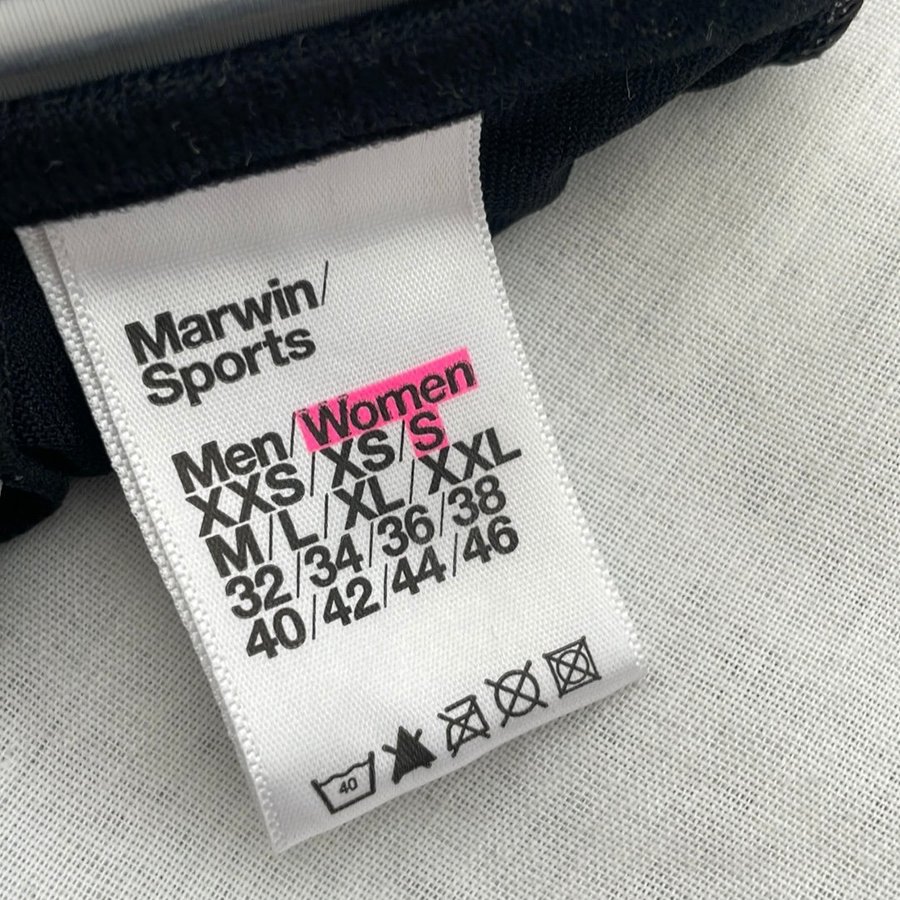 Marwin/
Sports
Men/Women
XXS/XS/S
M/L/XL/XXL
32/34/36/38
40/42/44/46
40